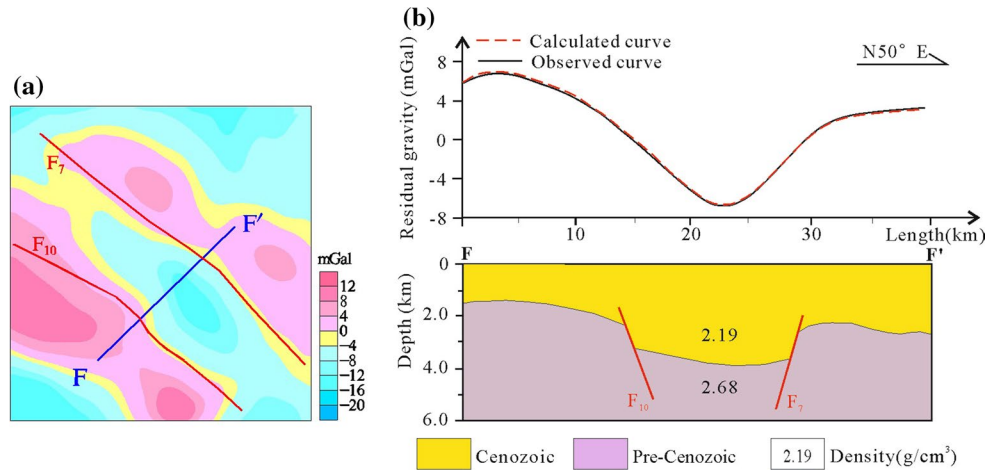 (a)
F7
F10
F'
F
mGal
12
8
4
0
−4
−8
−12
−16
−20
(b)
Calculated curve
Observed curve
N50° E
Residual gravity (mGal)
8
4
0
-4
-8
10
20
30
Length(km)
F
F'
Depth (km)
0
2.0
4.0
6.0
2.19
2.68
F10
F7
Cenozoic
Pre-Cenozoic
2.19
Density(g/cm³)